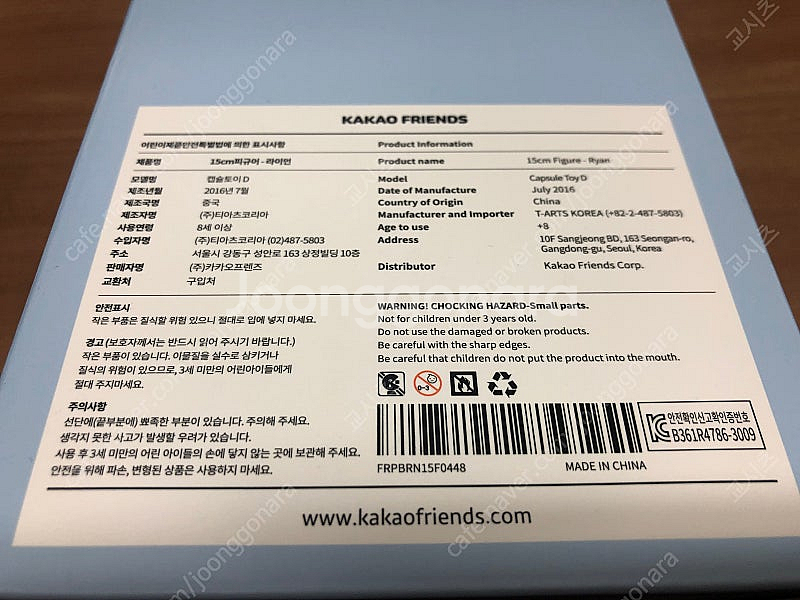 KAKAO FRIENDS
어린이제품안전특별법에 의한 표시사항
제품명 15cm피규어 - 라이언
모델명 캡슐토이 D
제조년월 2016년 7월
제조국명 중국
제조자명 (주)티아츠코리아
사용연령 8세 이상
수입자명 (주)티아츠코리아 (02)487-5803
주소 서울시 강동구 성안로 163 상정빌딩 10층
판매자명 (주)카카오프렌즈
교환처 구입처
Product Information
Product name 15cm Figure - Ryan
Model Capsule Toy D
Date of Manufacture July 2016
Country of Origin China
Manufacturer and Importer T-ARTS KOREA (+82-2-487-5803)
Age to use +8
Address 10F Sangjeong BD, 163 Seongan-ro,
Gangdong-gu, Seoul, Korea
Distributor Kakao Friends Corp.
안전표시
작은 부품은 질식할 위험 있으니 절대로 입에 넣지 마세요.
경고 (보호자께서는 반드시 읽어 주시기 바랍니다.)
작은 부품이 있습니다. 이물질을 실수로 삼키거나
질식의 위험이 있으므로, 3세 미만의 어린아이들에게
절대 주지마세요.
주의사항
선단에(끝부분에) 뾰족한 부분이 있습니다. 주의해 주세요.
생각지 못한 사고가 발생할 우려가 있습니다.
사용 후 3세 미만의 어린 아이들의 손에 닿지 않는 곳에 보관해 주세요.
안전을 위해 파손, 변형된 상품은 사용하지 마세요.
WARNING! CHOCKING HAZARD-Small parts.
Not for children under 3 years old.
Do not use the damaged or broken products.
Be careful with the sharp edges.
Be careful that children do not put the product into the mouth.
0-3
FRPBRN15F0448
MADE IN CHINA
안전확인신고확인증번호
B361R4786-3009
www.kakaofriends.com
Joonggonara
교시츠
cafe.naver.com/joonggonara